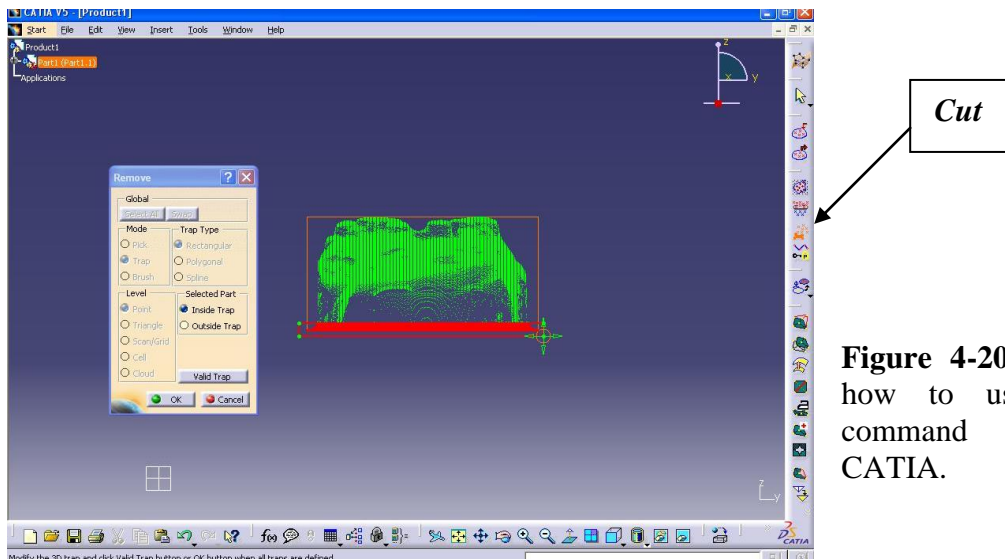 CATIA V5 - [Product1]
Start File Edit View Insert Tools Window Help
Product1
Part1 (Part1.1)
Applications
z
x
y
Cut
Remove
Global
Select All Swap
Mode
Trap Type
Pick
Rectangular
Trap
Polygonal
Brush
Spline
Level
Selected Part
Point
Inside Trap
Triangle
Outside Trap
Scan/Grid
Cell
Cloud
Valid Trap
OK Cancel
Figure 4-20
how to us
command
CATIA.
z
y
f(x)
CATIA
Modify the 3D trap and click Valid Trap button or OK button when all traps are defined